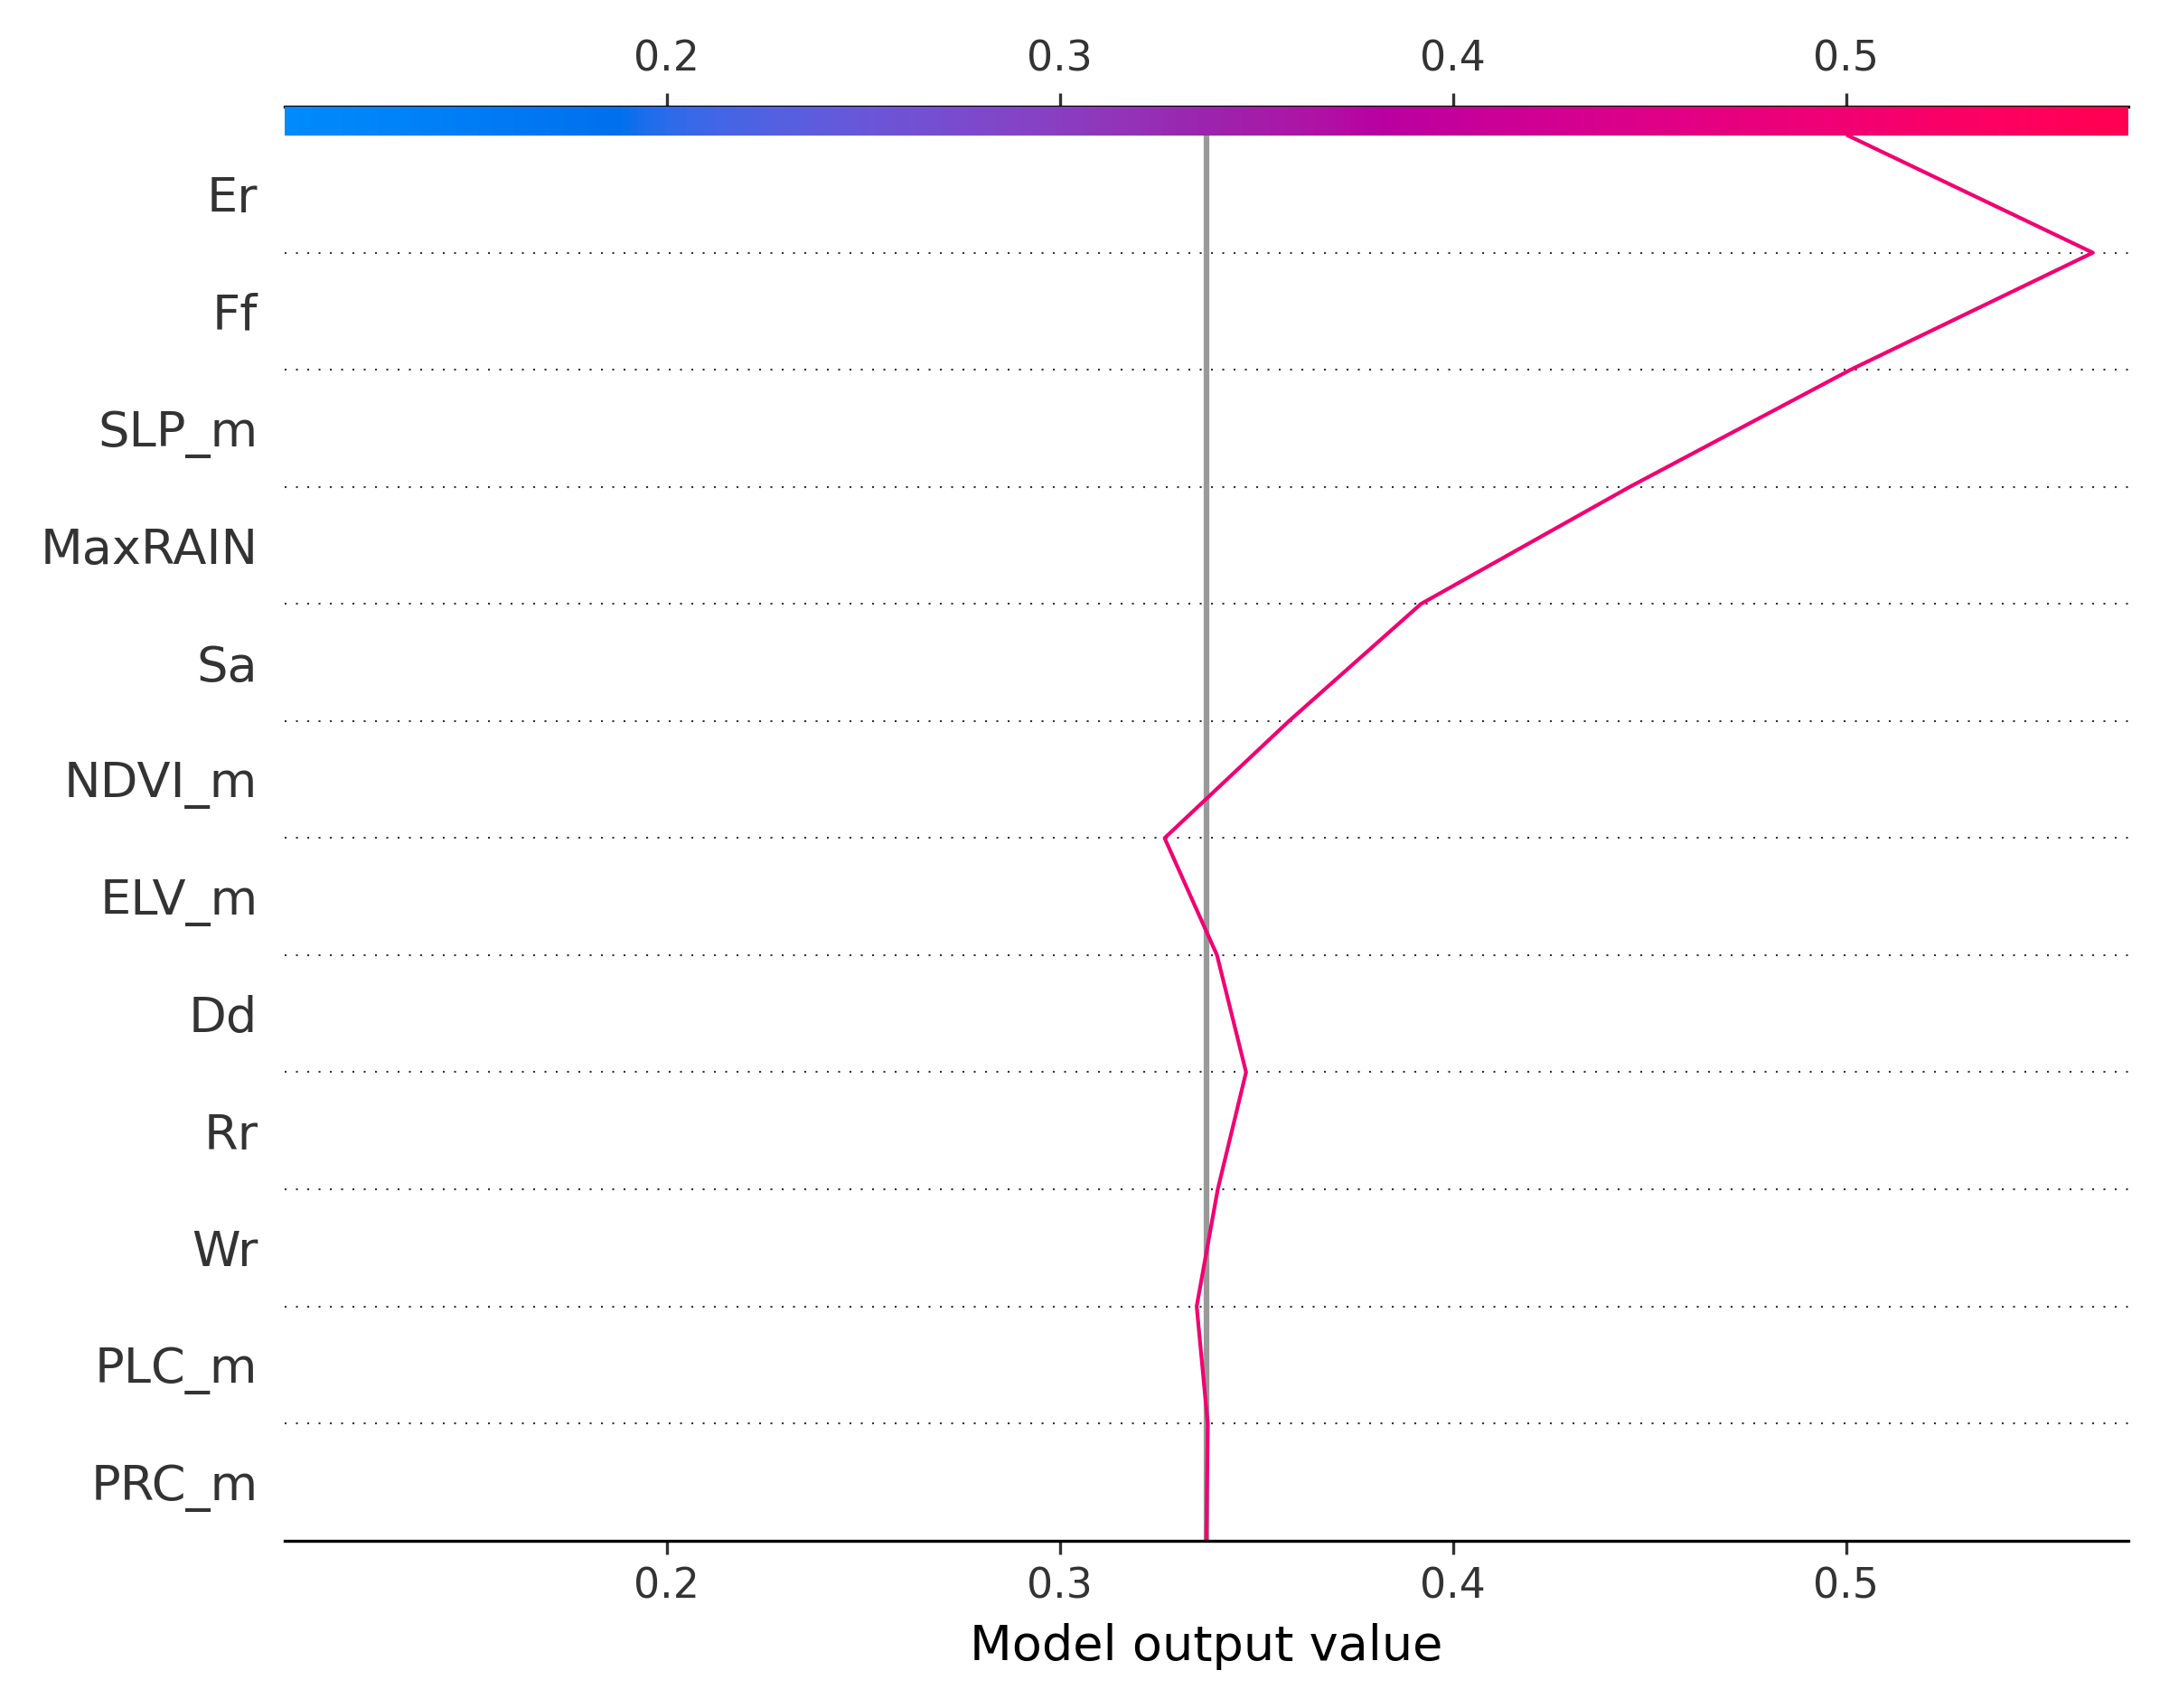 0.2 0.3 0.4 0.5
Er
Ff
SLP_m
MaxRAIN
Sa
NDVI_m
ELV_m
Dd
Rr
Wr
PLC_m
PRC_m
0.2 0.3 0.4 0.5
Model output value